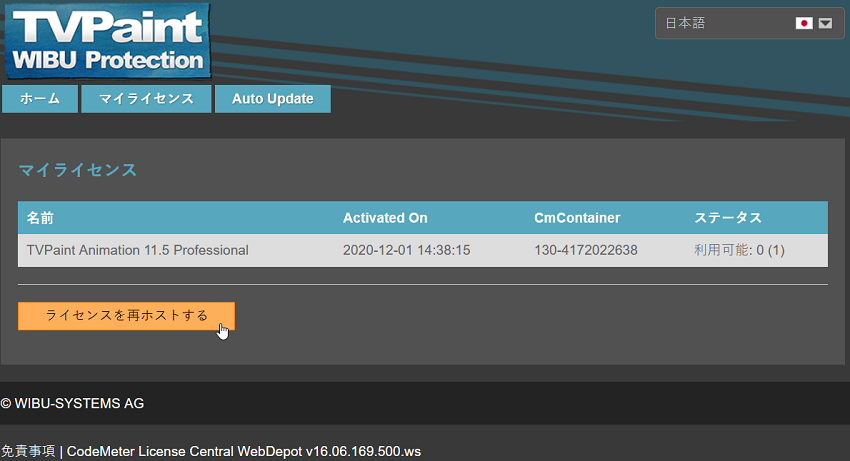 TVPaint
WIBU Protection
日本語
ホーム マイライセンス Auto Update
マイライセンス
名前 Activated On CmContainer ステータス
TVPaint Animation 11.5 Professional 2020-12-01 14:38:15 130-4172022638 利用可能: 0 (1)
ライセンスを再ホストする
© WIBU-SYSTEMS AG
免責事項 | CodeMeter License Central WebDepot v16.06.169.500.ws